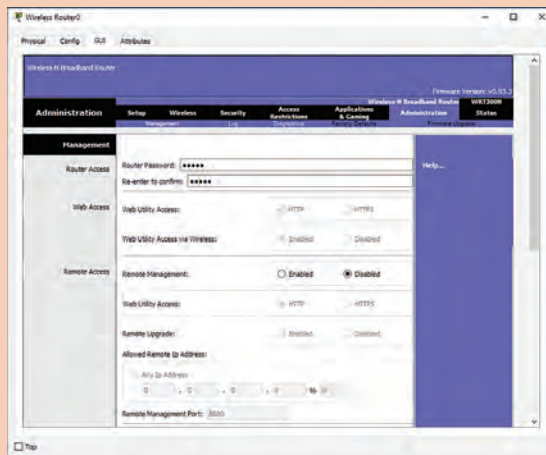 Wireless Router0
Physical Config GUI Attributes
Wireless-N Broadband Router
Firmware Version: v0.93.3
Wireless-N Broadband Router WRT300N
Administration Setup Wireless Security Access Restrictions Applications & Gaming Administration Status
Management Log Diagnostics Factory Defaults Firmware Upgrade
Management
Router Access
Router Password: •••••
Help...
Re-enter to confirm: •••••
Web Access
Web Utility Access: HTTP HTTPS
Web Utility Access via Wireless: Enabled Disabled
Remote Access
Remote Management: Enabled Disabled
Web Utility Access: HTTP HTTPS
Remote Upgrade: Enabled Disabled
Allowed Remote Ip Address:
Any Ip Address
0 . 0 . 0 . 0 to 0
Remote Management Port: 8080
Top